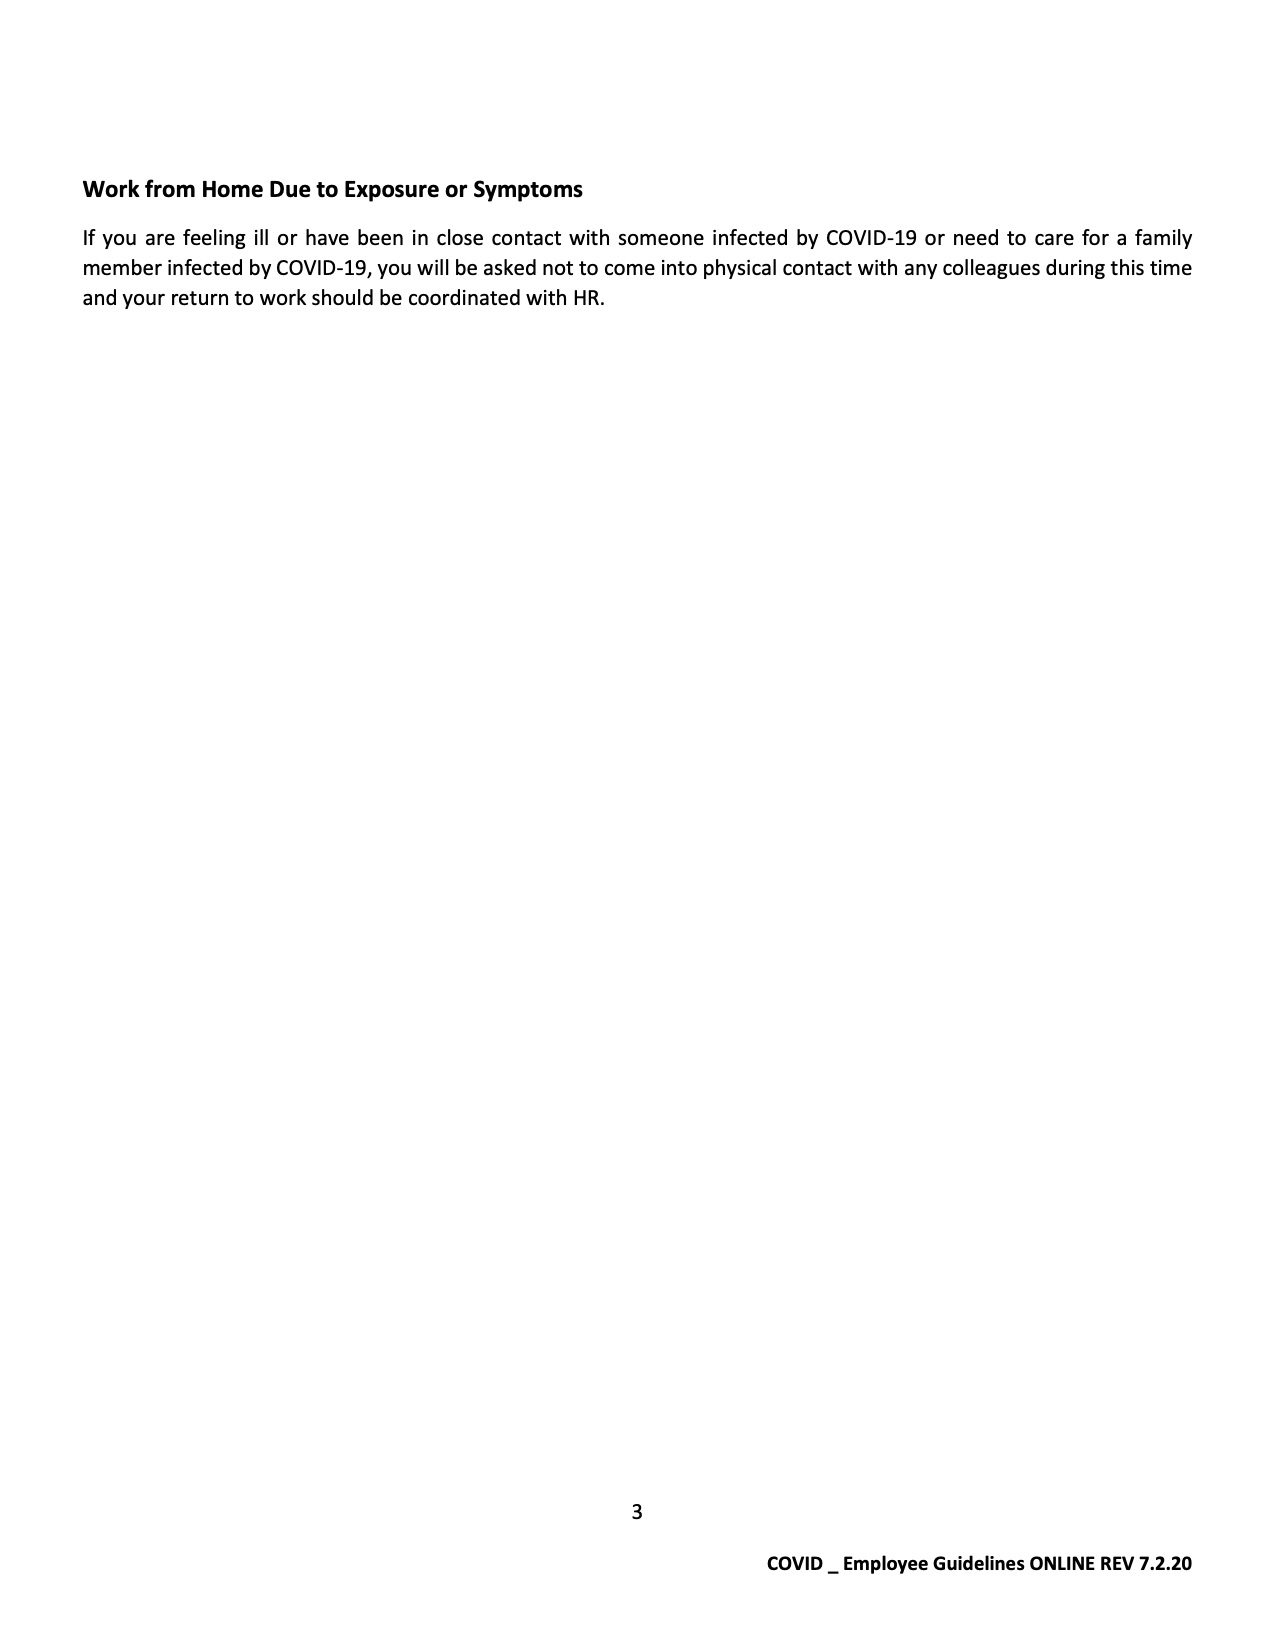 Work from Home Due to Exposure or Symptoms
If you are feeling ill or have been in close contact with someone infected by COVID-19 or need to care for a family
member infected by COVID-19, you will be asked not to come into physical contact with any colleagues during this time
and your return to work should be coordinated with HR.
3
COVID _ Employee Guidelines ONLINE REV 7.2.20